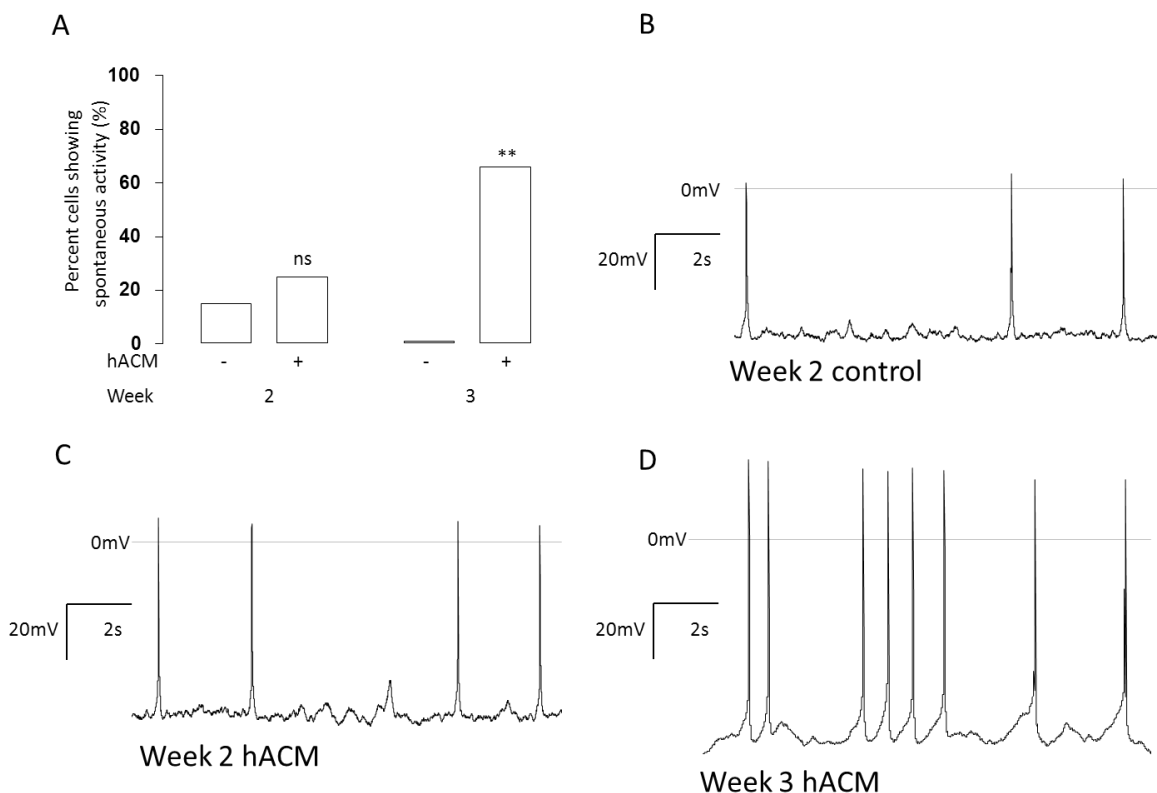 A
Percent cells showing
spontaneous activity (%)
100
80
60
40
20
0
ns
**
hACM - + - +
Week 2 3
B
0mV
20mV 2s
Week 2 control
C
0mV
20mV 2s
Week 2 hACM
D
0mV
20mV 2s
Week 3 hACM